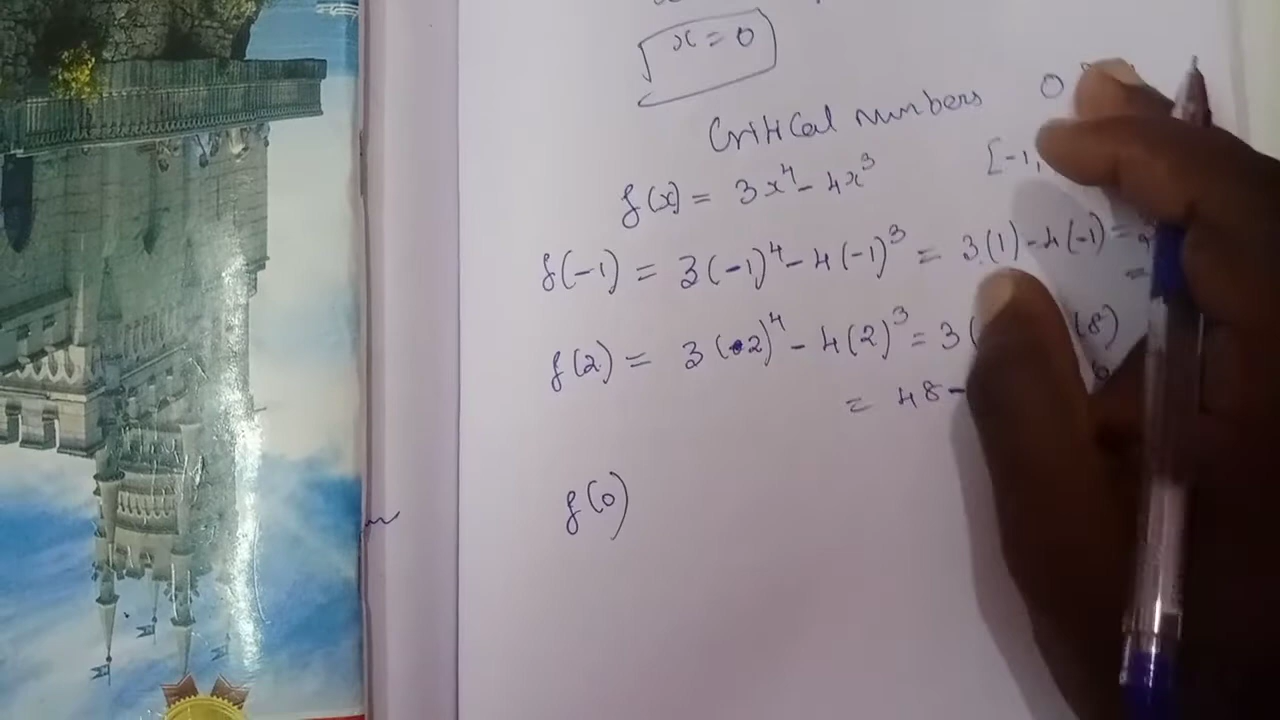 x = 0
Critical numbers 0
f(x) = 3x⁴ - 4x³ [-1,
f(-1) = 3(-1)⁴ - 4(-1)³ = 3(1) - 4(-1) =
=
f(2) = 3(2)⁴ - 4(2)³ = 3( (8)
= 48 -
f(0)